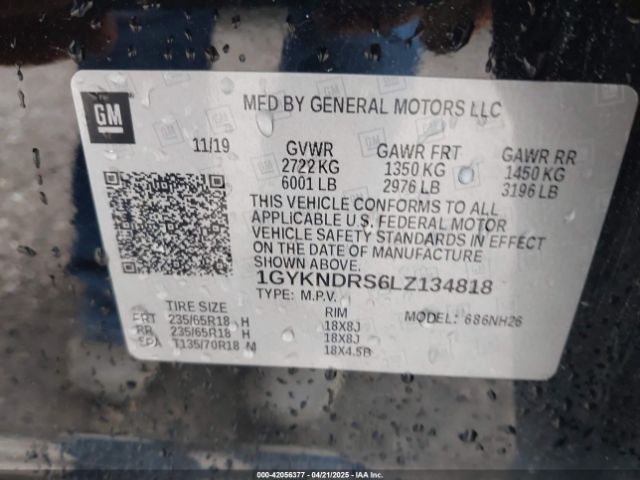 GM
MFD BY GENERAL MOTORS LLC
11/19 GVWR GAWR FRT GAWR RR
2722 KG 1350 KG 1450 KG
6001 LB 2976 LB 3196 LB
THIS VEHICLE CONFORMS TO ALL
APPLICABLE U.S. FEDERAL MOTOR
VEHICLE SAFETY STANDARDS IN EFFECT
ON THE DATE OF MANUFACTURE
SHOWN ABOVE.
1GYKNDRS6LZ134818
TYPE: M.P.V. MODEL: 686NH26
TIRE SIZE RIM
FRT 235/65R18 H 18X8J
RR 235/65R18 H 18X8J
SPA T135/70R18 M 18X4.5B
000-42056377 - 04/21/2025 - IAAI.COM